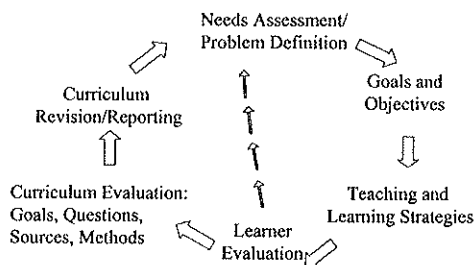 Needs Assessment/
Problem Definition
Goals and
Objectives
Teaching and
Learning Strategies
Learner
Evaluation
Curriculum Evaluation:
Goals, Questions,
Sources, Methods
Curriculum
Revision/Reporting